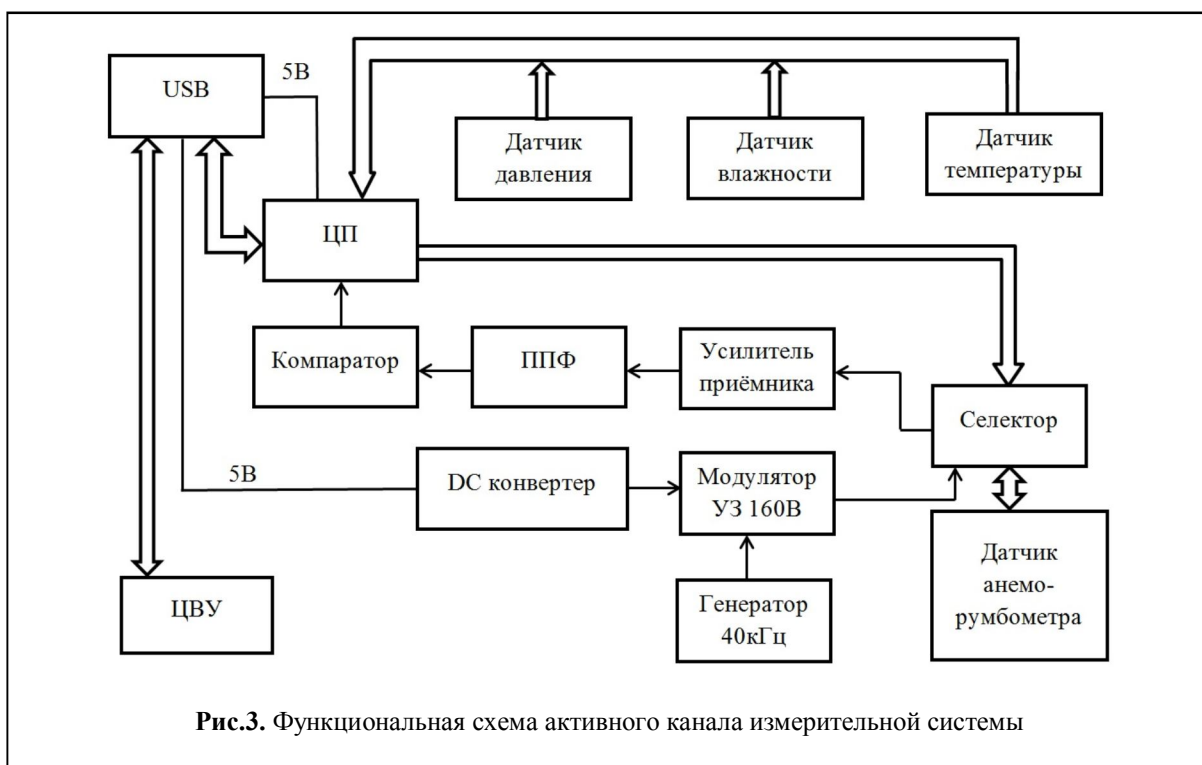 USB
5В
Датчик
давления
Датчик
влажности
Датчик
температуры
ЦП
Компаратор
ППФ
Усилитель
приёмника
Селектор
5В
DC конвертер
Модулятор
УЗ 160В
Датчик
анемо-
румбометра
ЦВУ
Генератор
40кГц
Рис.3. Функциональная схема активного канала измерительной системы